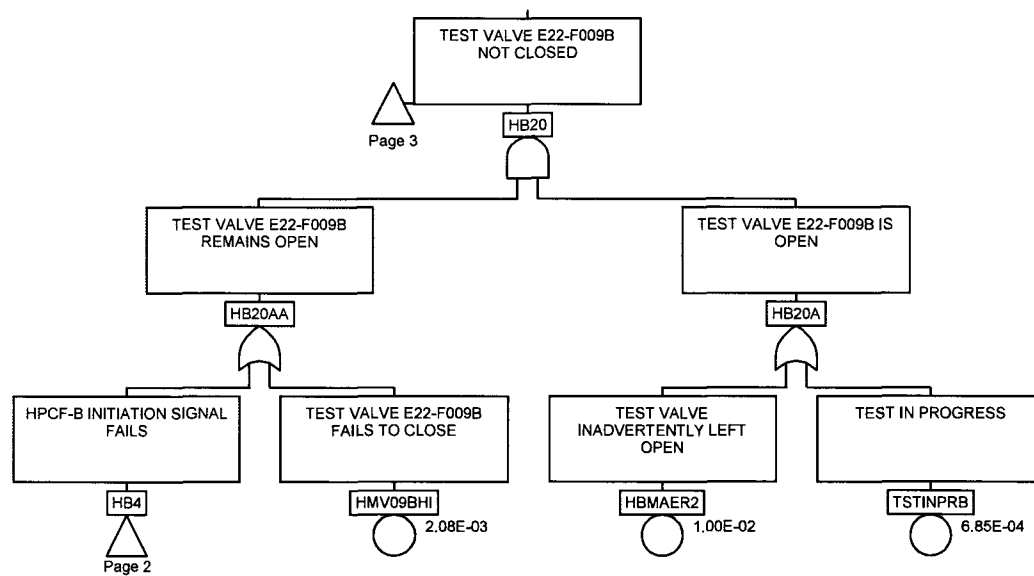 TEST VALVE E22-F009B
NOT CLOSED
Page 3
HB20
TEST VALVE E22-F009B
REMAINS OPEN
TEST VALVE E22-F009B IS
OPEN
HB20AA
HB20A
HPCF-B INITIATION SIGNAL
FAILS
TEST VALVE E22-F009B
FAILS TO CLOSE
TEST VALVE
INADVERTENTLY LEFT
OPEN
TEST IN PROGRESS
HB4
HMV09BHI
HBMAER2
TSTINPRB
2.08E-03
1.00E-02
6.85E-04
Page 2